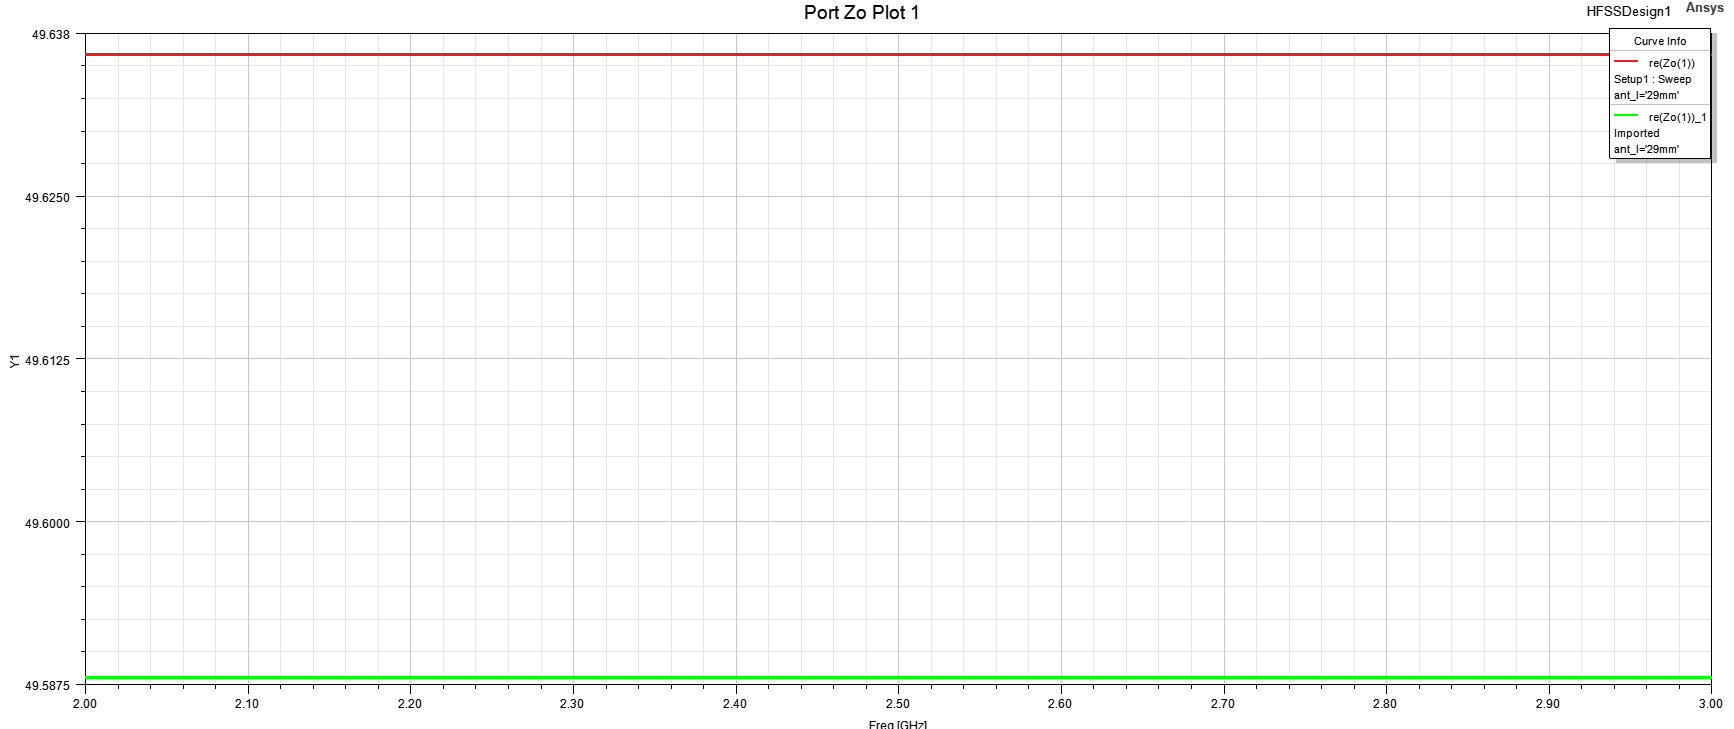 Port Zo Plot 1
HFSSDesign1
Ansys
Curve Info
re(Zo(1))
Setup1 : Sweep
ant_l='29mm'
re(Zo(1))_1
Imported
ant_l='29mm'
Y1
49.638
49.6250
49.6125
49.6000
49.5875
2.00
2.10
2.20
2.30
2.40
2.50
2.60
2.70
2.80
2.90
3.00
Freq [GHz]